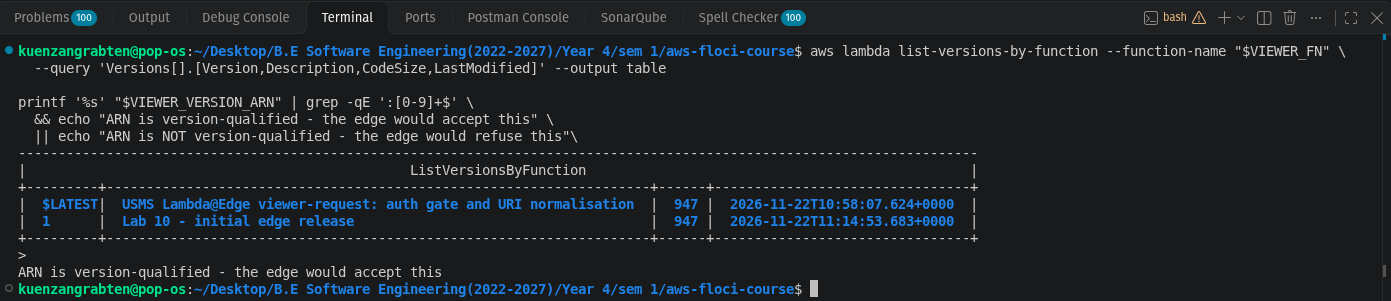 Problems 100 Output Debug Console Terminal Ports Postman Console SonarQube Spell Checker 100 bash
kuenzangrabten@pop-os:~/Desktop/B.E Software Engineering(2022-2027)/Year 4/sem 1/aws-floci-course$ aws lambda list-versions-by-function --function-name "$VIEWER_FN" \
  --query 'Versions[].[Version,Description,CodeSize,LastModified]' --output table

printf '%s' "$VIEWER_VERSION_ARN" | grep -qE ':[0-9]+$' \
  && echo "ARN is version-qualified - the edge would accept this" \
  || echo "ARN is NOT version-qualified - the edge would refuse this"\
-----------------------------------------------------------------------------------------------------------------------
|                                                ListVersionsByFunction                                               |
+---------+-------------------------------------------------------------------+------+--------------------------------+
|  $LATEST|  USMS Lambda@Edge viewer-request: auth gate and URI normalisation  |  947 |  2026-11-22T10:58:07.624+0000  |
|  1      |  Lab 10 - initial edge release                                     |  947 |  2026-11-22T11:14:53.683+0000  |
+---------+-------------------------------------------------------------------+------+--------------------------------+
>
ARN is version-qualified - the edge would accept this
kuenzangrabten@pop-os:~/Desktop/B.E Software Engineering(2022-2027)/Year 4/sem 1/aws-floci-course$